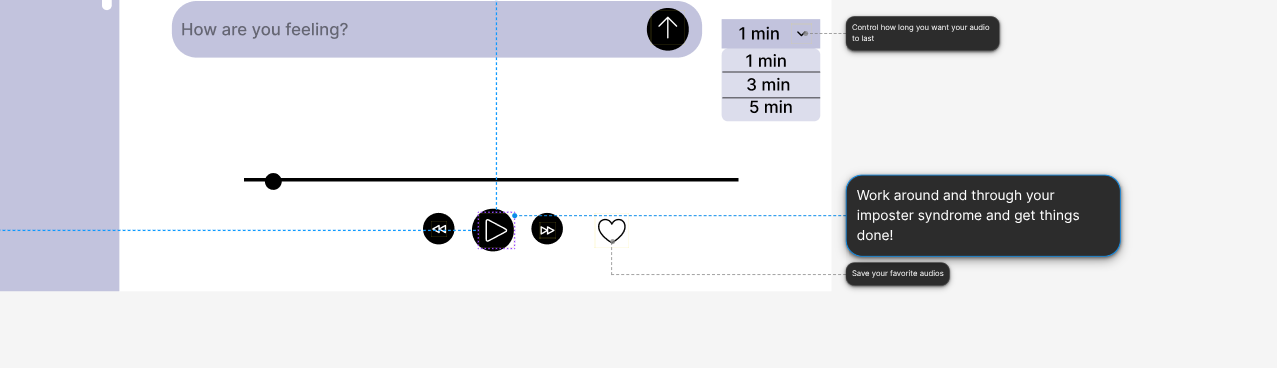 How are you feeling?
1 min
1 min
3 min
5 min
Control how long you want your audio
to last
Work around and through your
imposter syndrome and get things
done!
Save your favorite audios